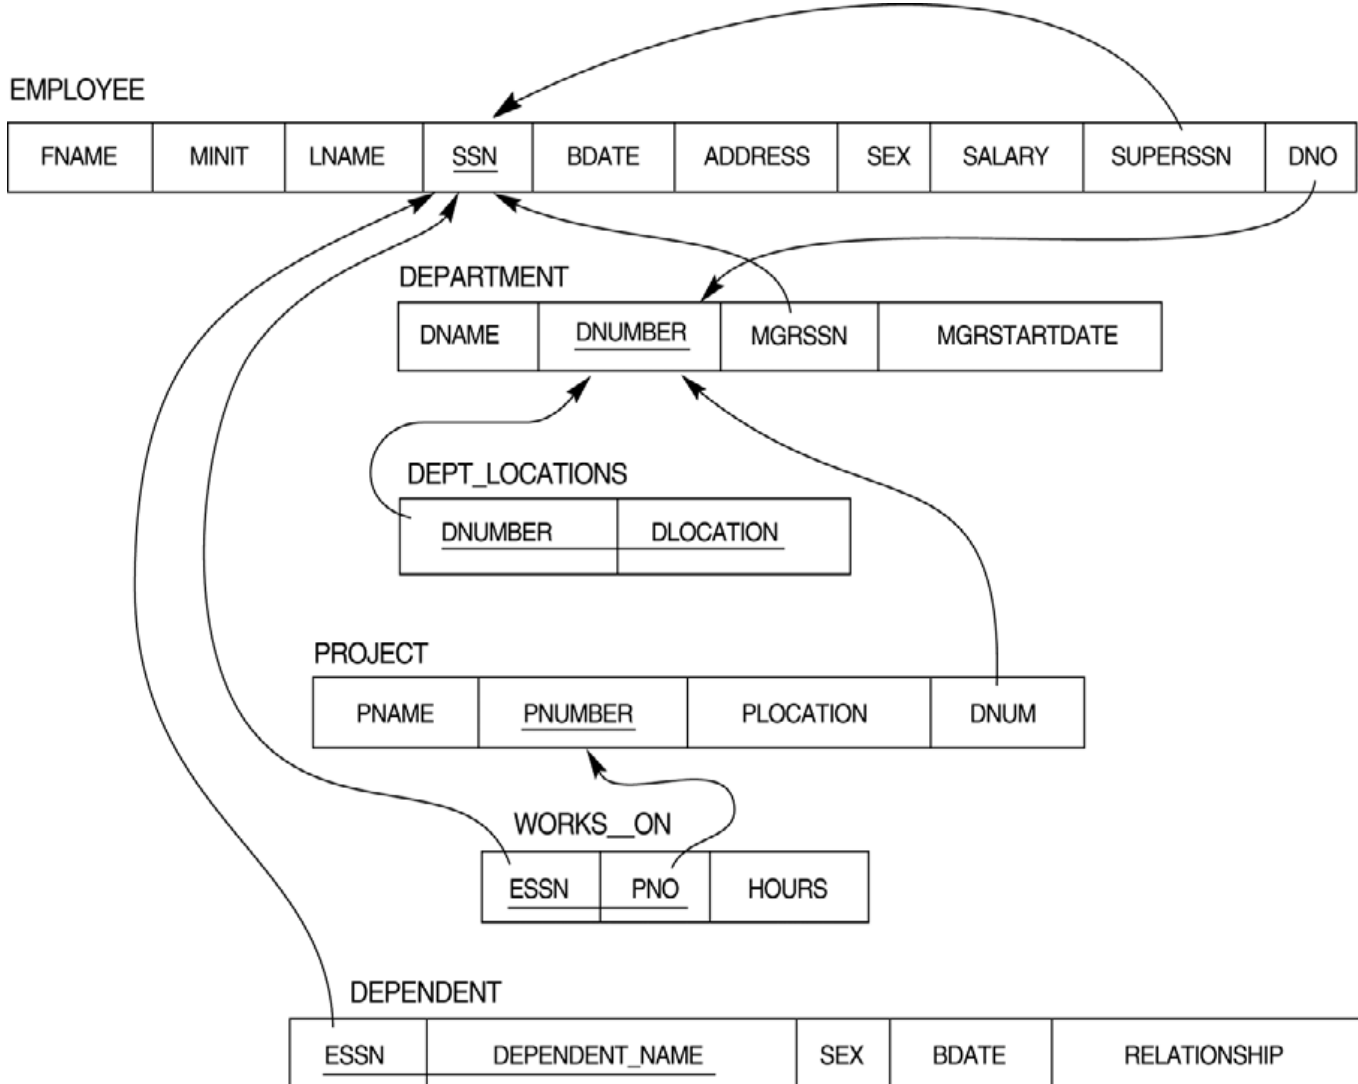 EMPLOYEE
FNAME MINIT LNAME SSN BDATE ADDRESS SEX SALARY SUPERSSN DNO
DEPARTMENT
DNAME DNUMBER MGRSSN MGRSTARTDATE
DEPT_LOCATIONS
DNUMBER DLOCATION
PROJECT
PNAME PNUMBER PLOCATION DNUM
WORKS__ON
ESSN PNO HOURS
DEPENDENT
ESSN DEPENDENT_NAME SEX BDATE RELATIONSHIP